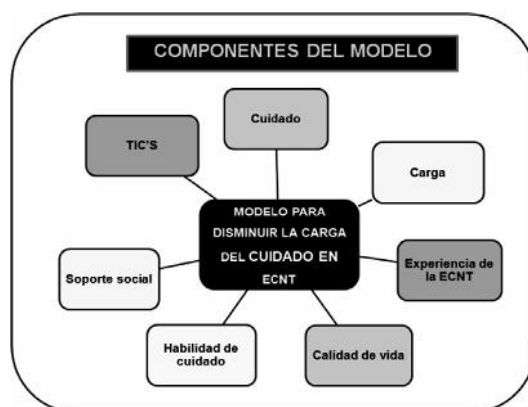 COMPONENTES DEL MODELO
Cuidado
TIC'S
Carga
MODELO PARA
DISMINUIR LA CARGA
DEL CUIDADO EN
ECNT
Experiencia de
la ECNT
Soporte social
Habilidad de
cuidado
Calidad de vida